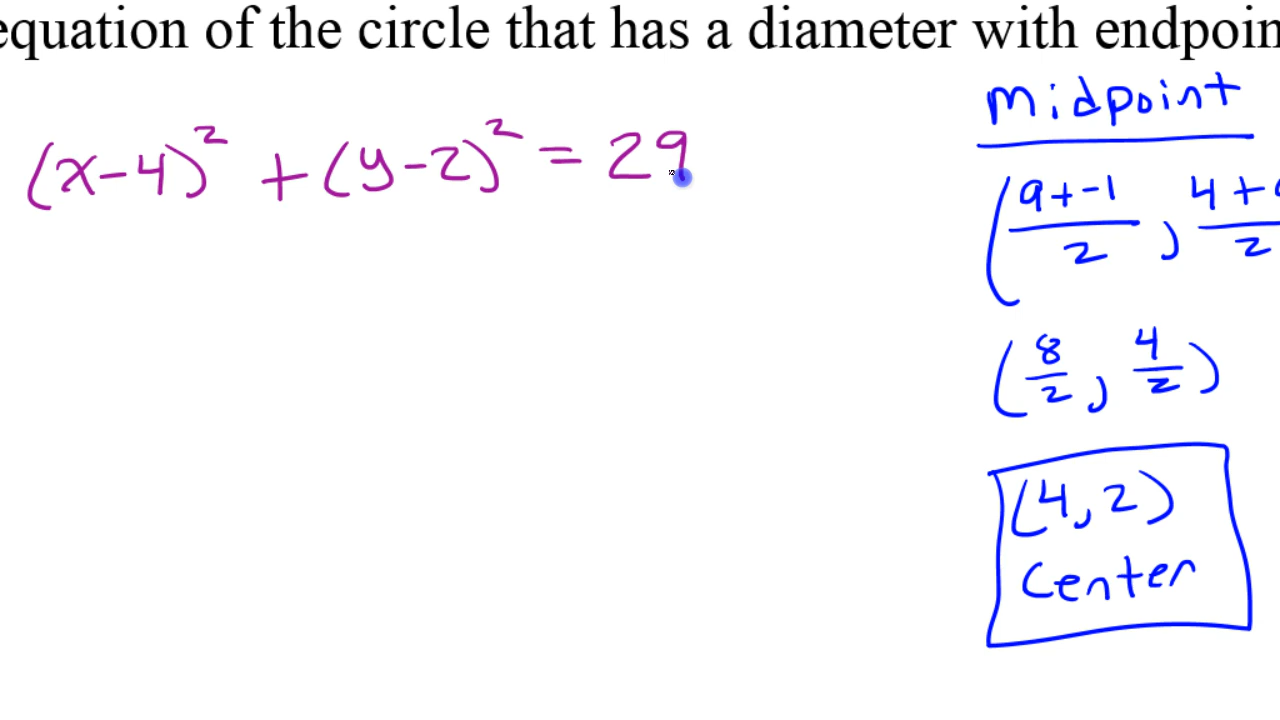 equation of the circle that has a diameter with endpoin
(x-4)² + (y-2)² = 29
midpoint
(9+-1/2, 4+
2
(8/2, 4/2)
(4,2)
Center